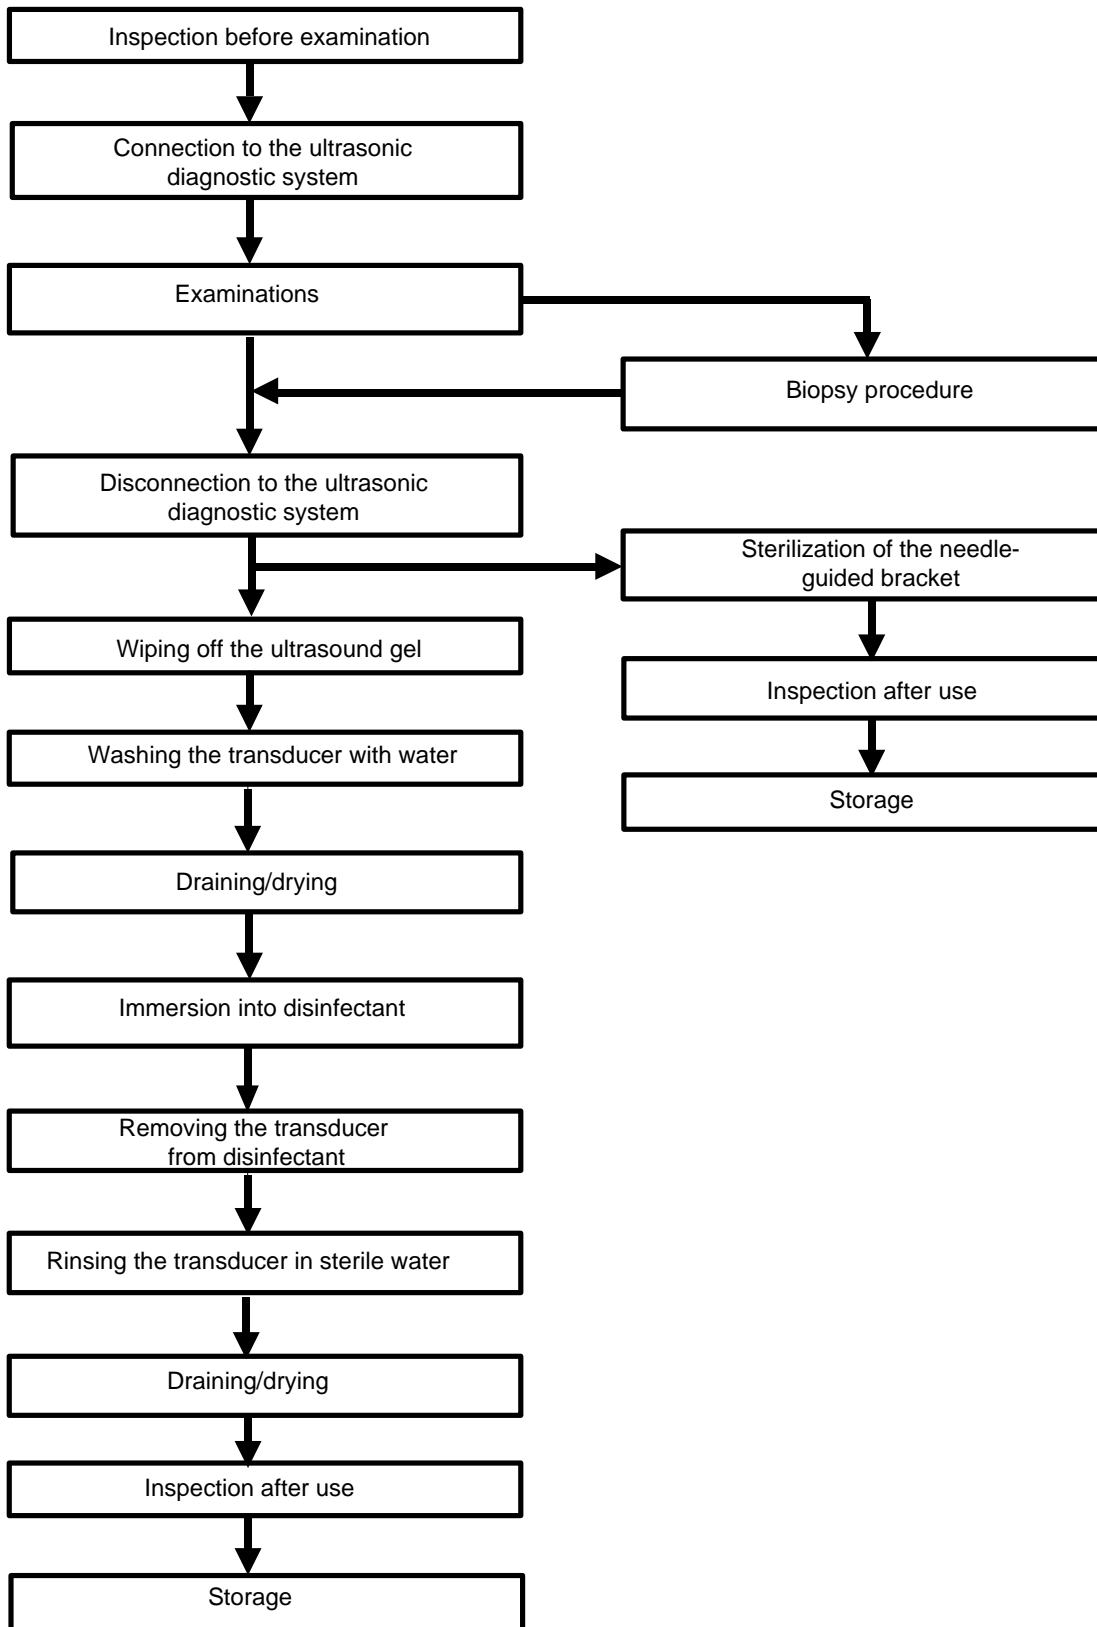 Inspection before examination
Connection to the ultrasonic
diagnostic system
Examinations
Biopsy procedure
Disconnection to the ultrasonic
diagnostic system
Sterilization of the needle-
guided bracket
Wiping off the ultrasound gel
Inspection after use
Washing the transducer with water
Storage
Draining/drying
Immersion into disinfectant
Removing the transducer
from disinfectant
Rinsing the transducer in sterile water
Draining/drying
Inspection after use
Storage